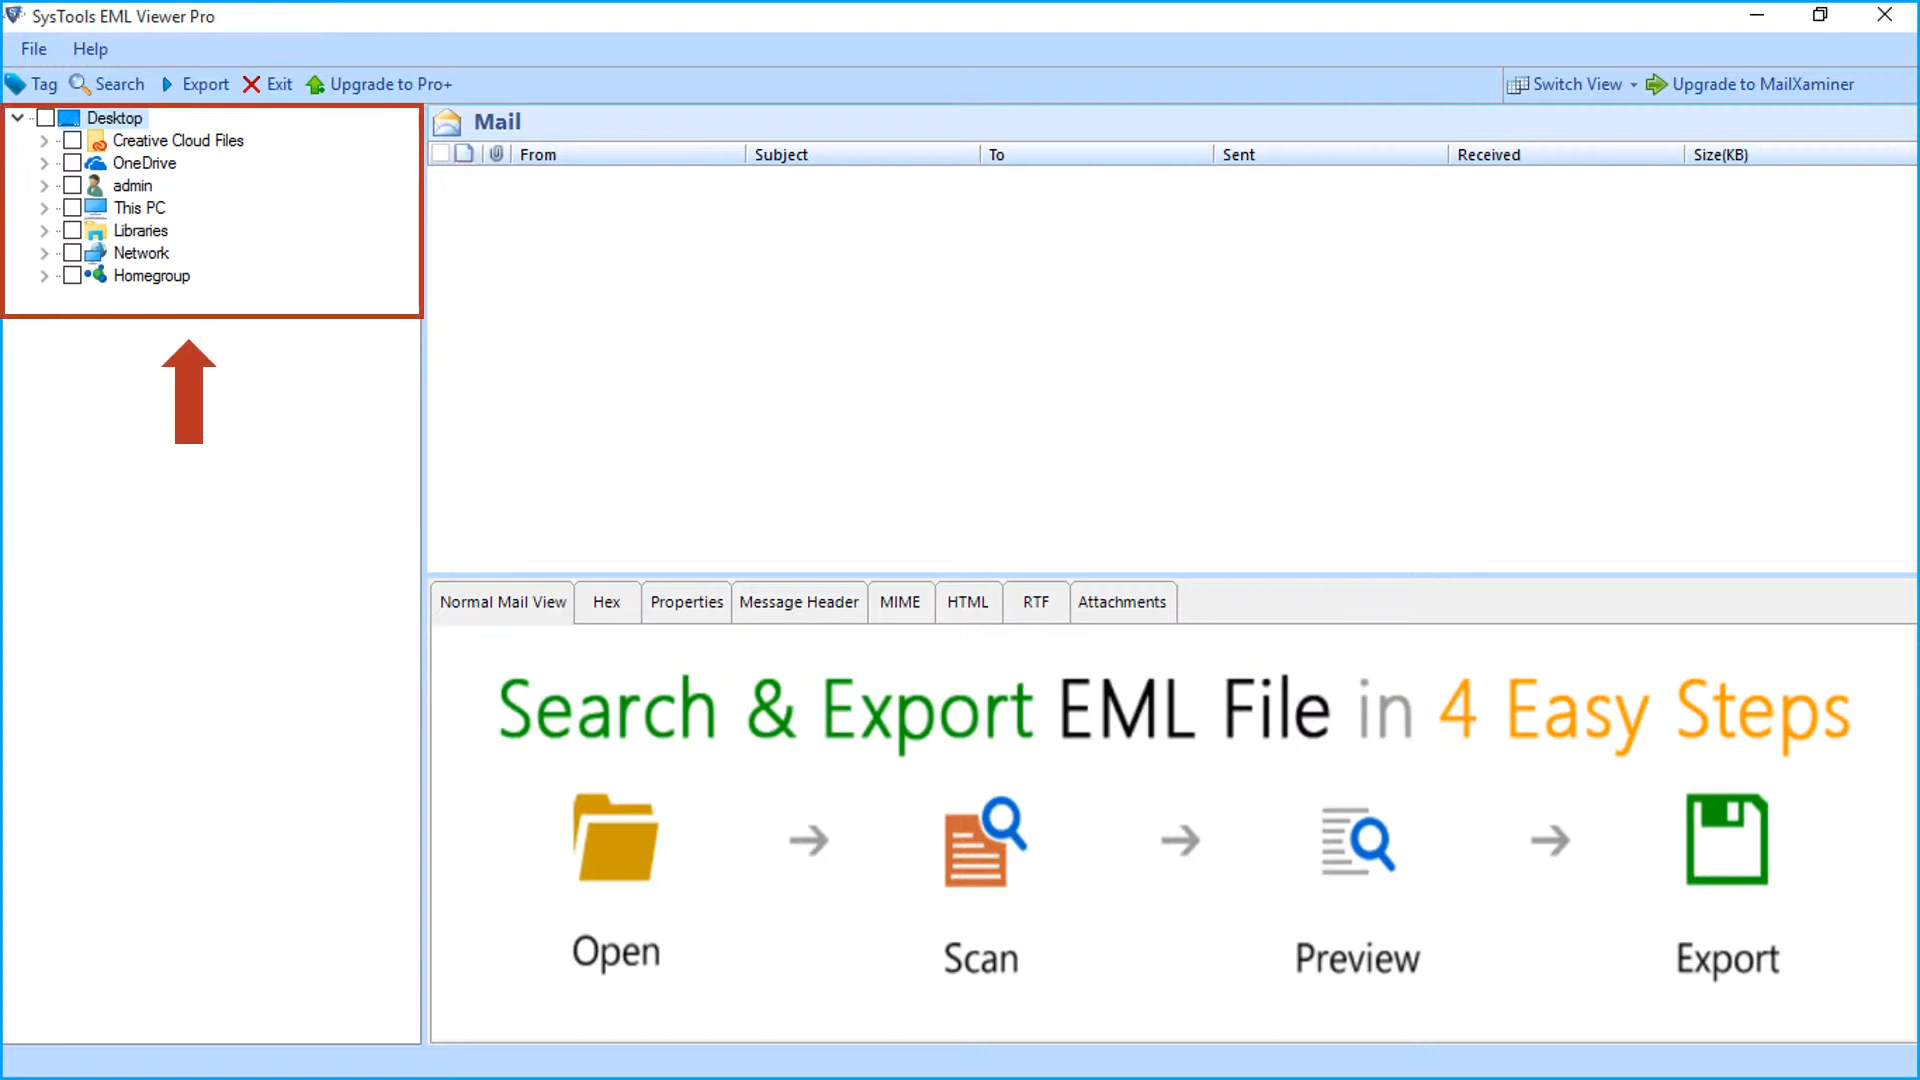 SysTools EML Viewer Pro
File Help
Tag Search Export Exit Upgrade to Pro+ Switch View Upgrade to MailXaminer
Desktop
Creative Cloud Files
OneDrive
admin
This PC
Libraries
Network
Homegroup
Mail
From Subject To Sent Received Size(KB)
Normal Mail View Hex Properties Message Header MIME HTML RTF Attachments
Search & Export EML File in 4 Easy Steps
Open Scan Preview Export